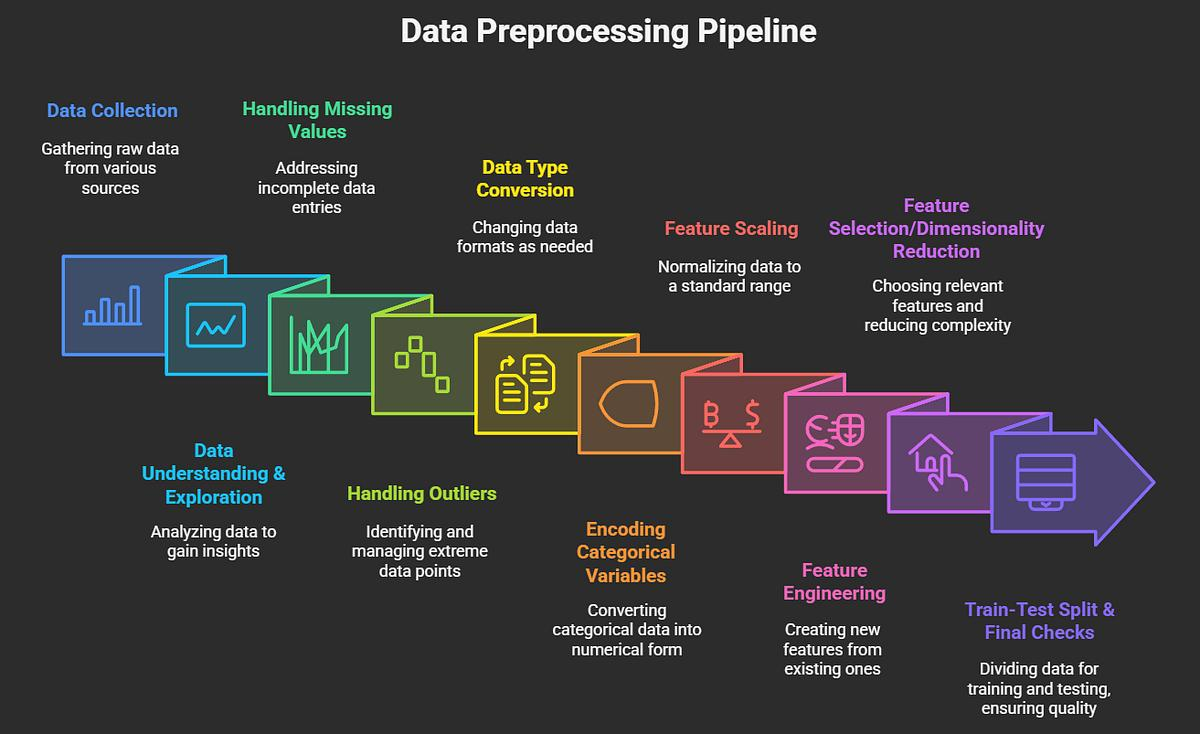 Data Preprocessing Pipeline
Data Collection
Gathering raw data
from various
sources
Data
Understanding &
Exploration
Analyzing data to
gain insights
Handling Missing
Values
Addressing
incomplete data
entries
Handling Outliers
Identifying and
managing extreme
data points
Data Type
Conversion
Changing data
formats as needed
Encoding
Categorical
Variables
Converting
categorical data into
numerical form
Feature Scaling
Normalizing data to
a standard range
B $
Feature
Engineering
Creating new
features from
existing ones
Feature
Selection/Dimensionality
Reduction
Choosing relevant
features and
reducing complexity
Train-Test Split &
Final Checks
Dividing data for
training and testing,
ensuring quality